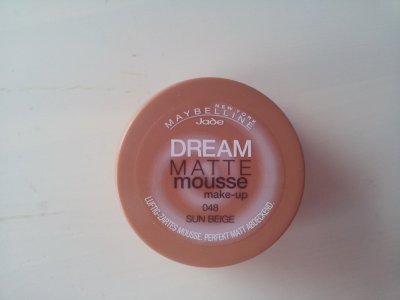 MAYBELLINE
NEW YORK
Jade
DREAM
MATTE
mousse
make-up
048
SUN BEIGE
LUFTIG-ZARTES MOUSSE. PERFEKT MATT ABDECKEND.